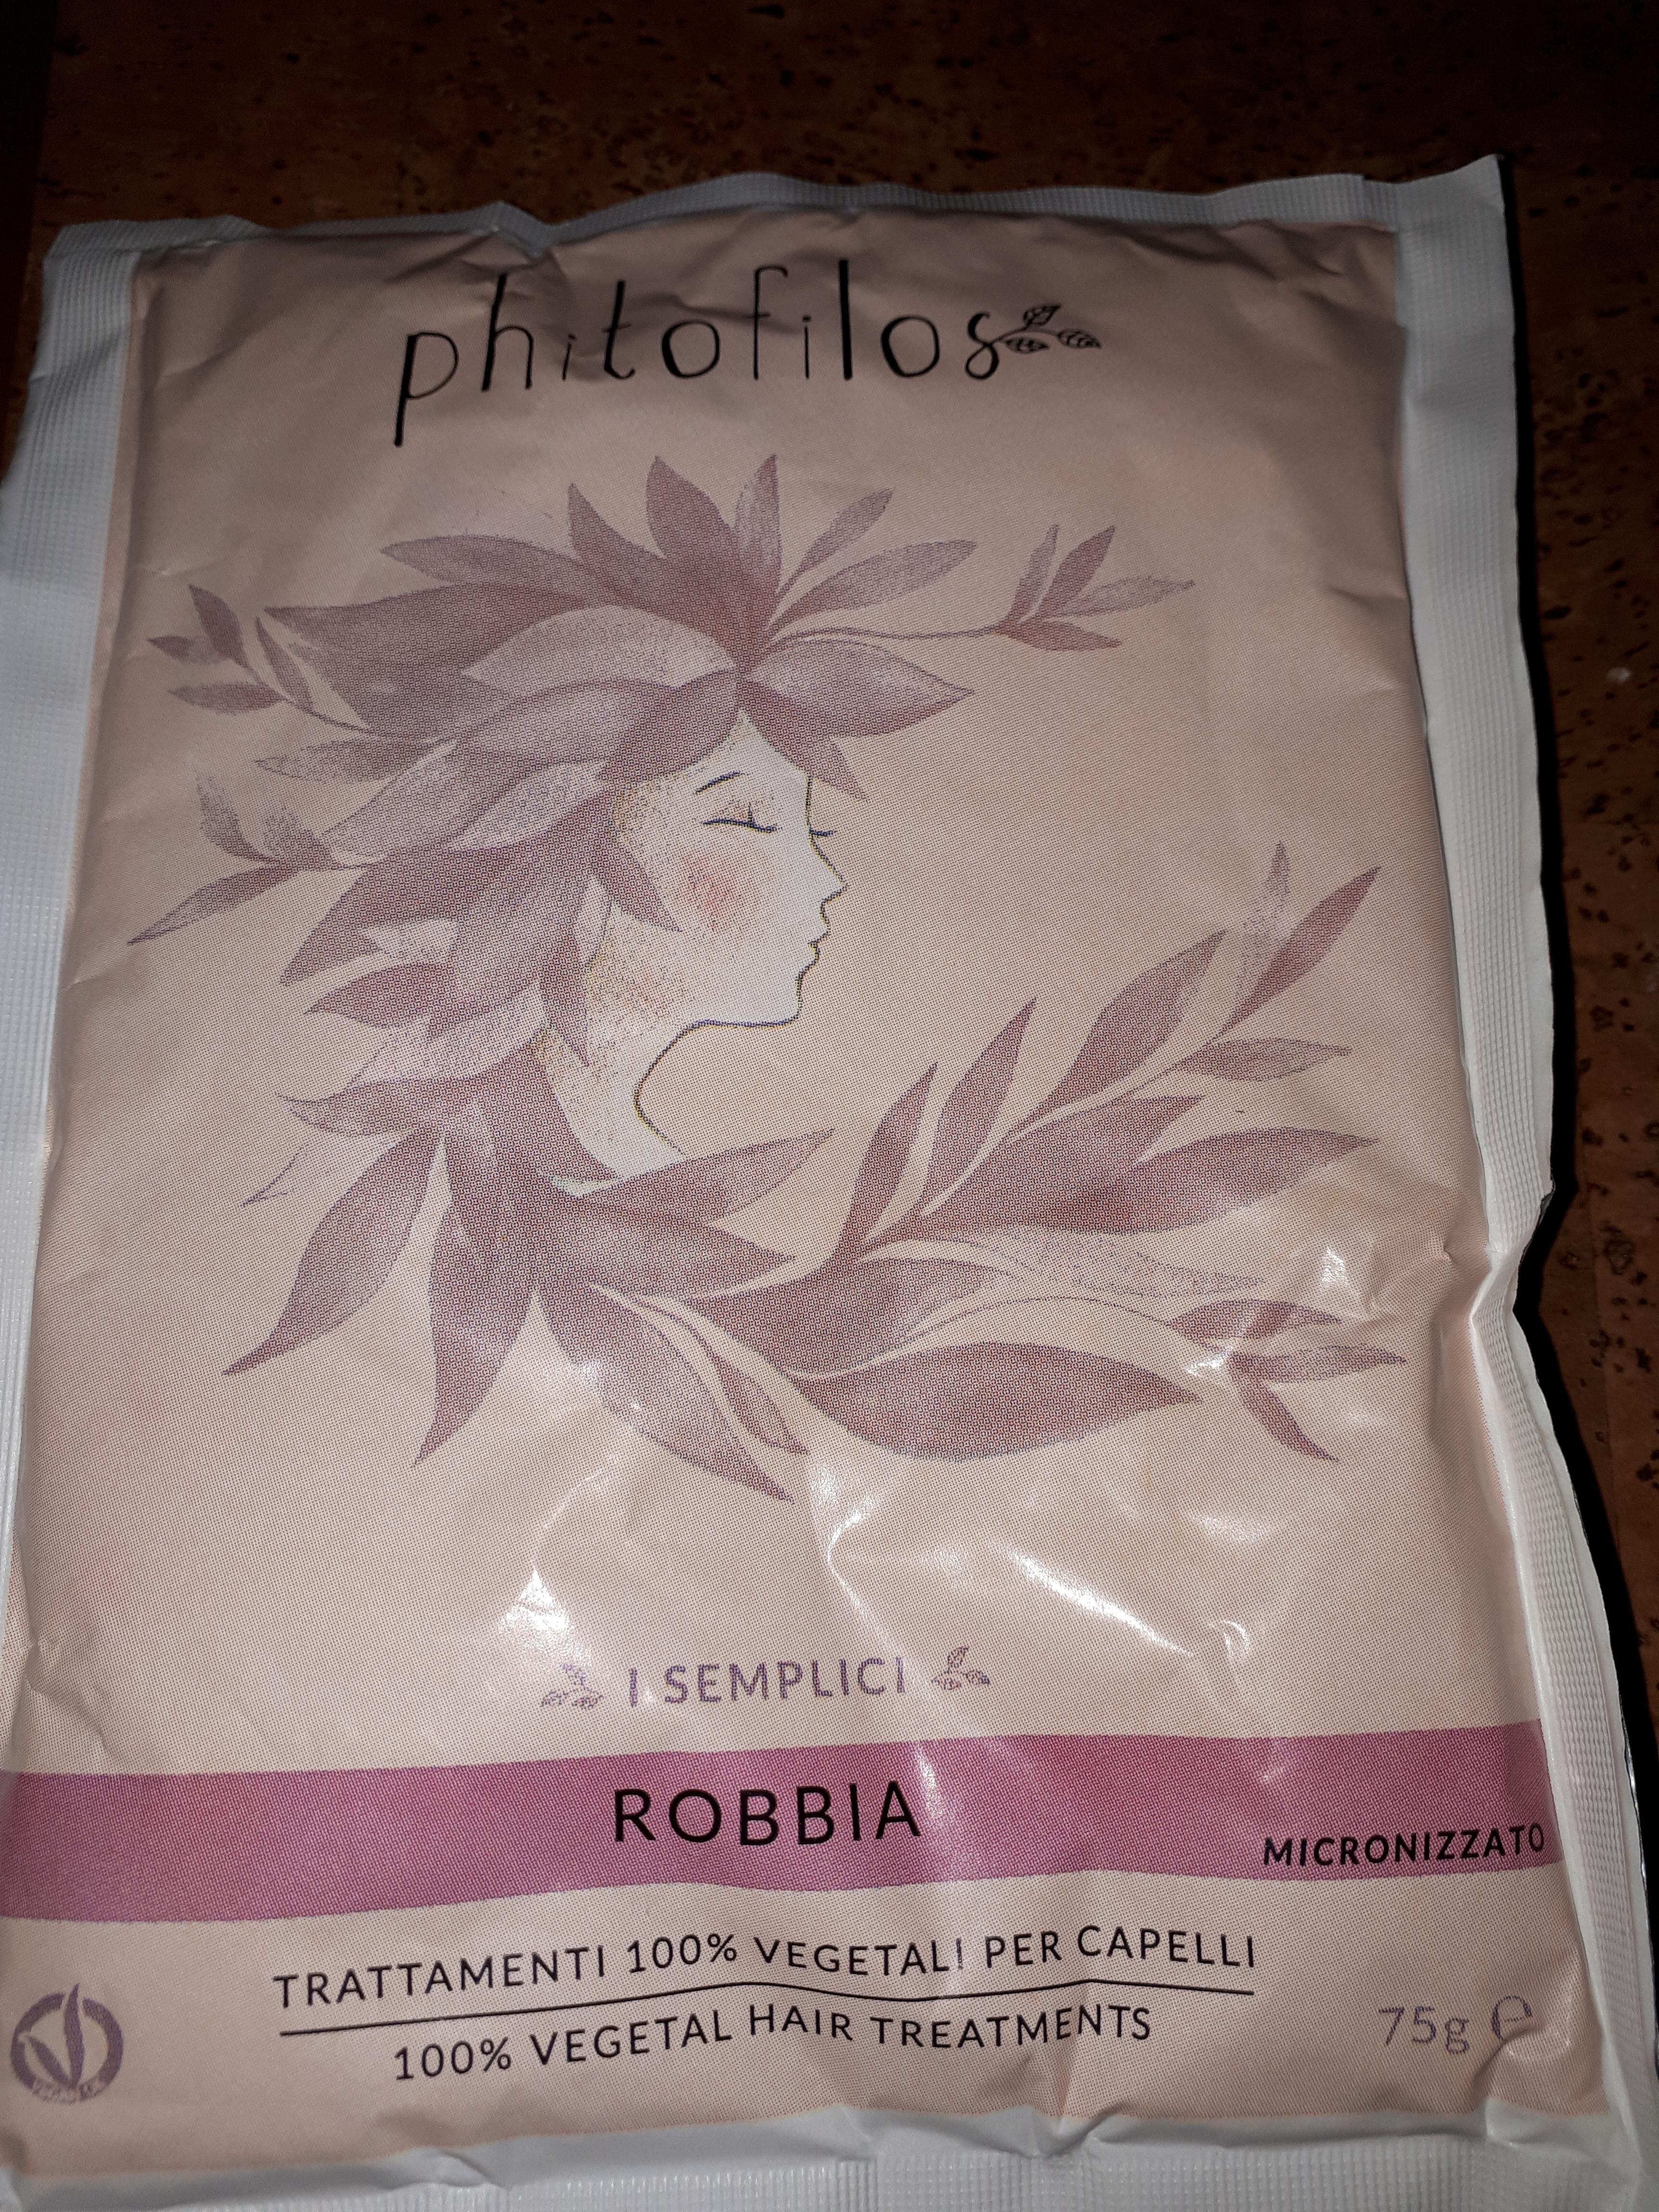 phitofilos
I SEMPLICI
ROBBIA
MICRONIZZATO
TRATTAMENTI 100% VEGETALI PER CAPELLI
100% VEGETAL HAIR TREATMENTS
75g e